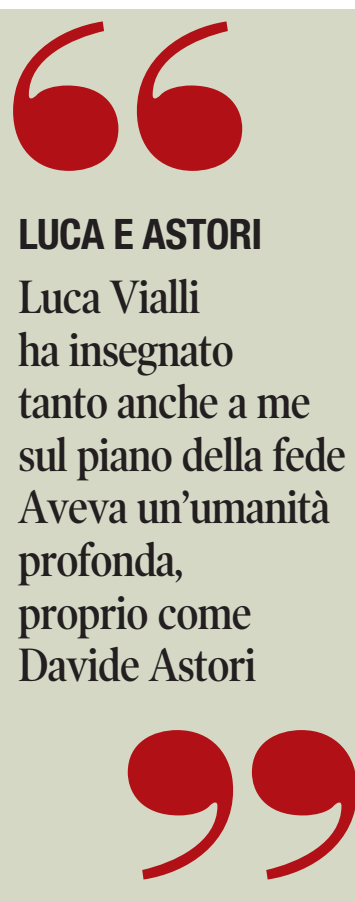 “
LUCA E ASTORI
Luca Vialli
ha insegnato
tanto anche a me
sul piano della fede
Aveva un’umanità
profonda,
proprio come
Davide Astori
”